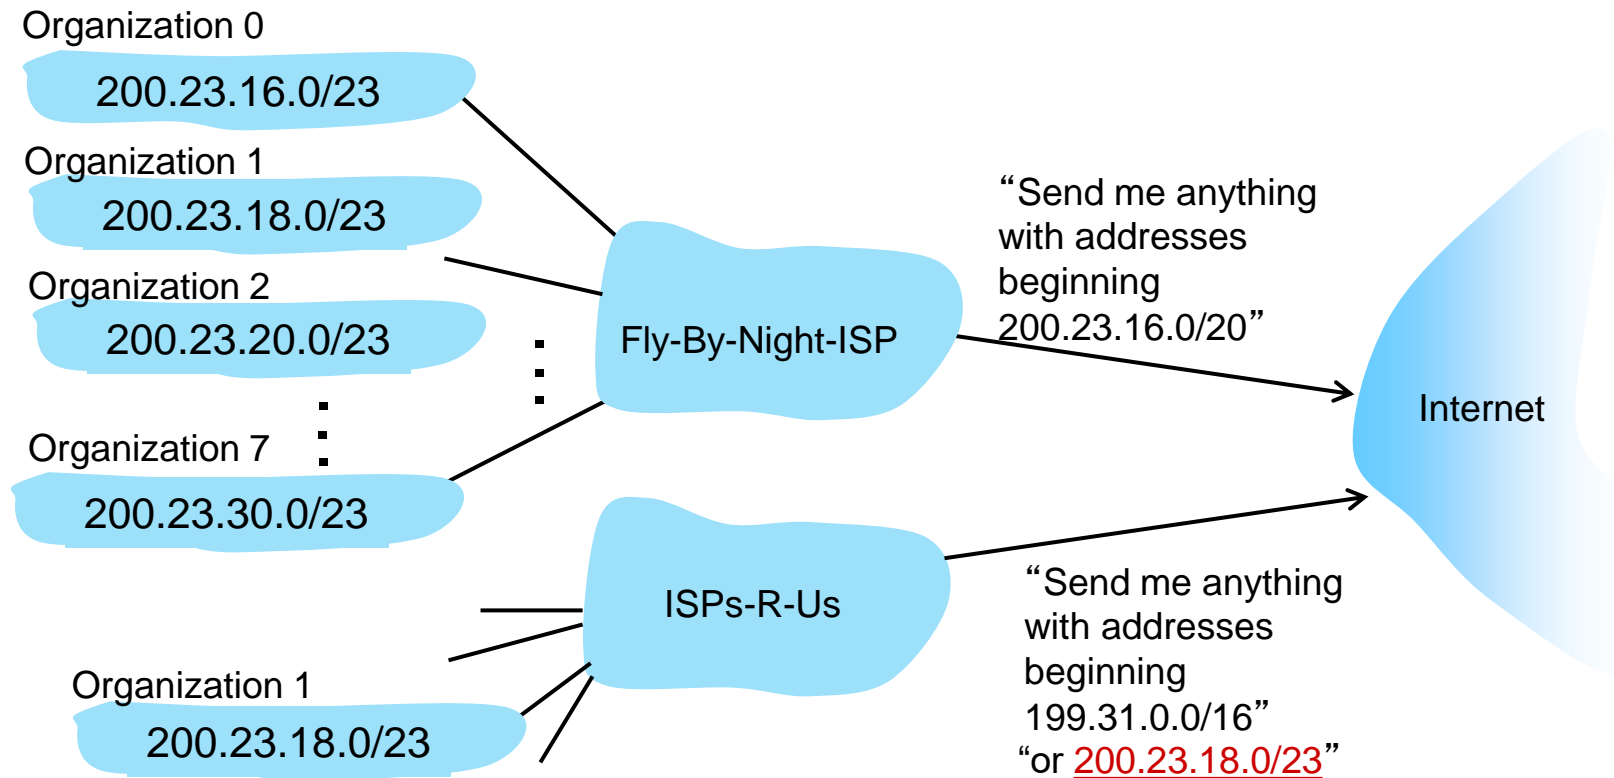 Organization 0
200.23.16.0/23
Organization 1
200.23.18.0/23
Organization 2
200.23.20.0/23
Organization 7
200.23.30.0/23
Fly-By-Night-ISP
“Send me anything
with addresses
beginning
200.23.16.0/20”
Internet
ISPs-R-Us
Organization 1
200.23.18.0/23
“Send me anything
with addresses
beginning
199.31.0.0/16”
“or 200.23.18.0/23”